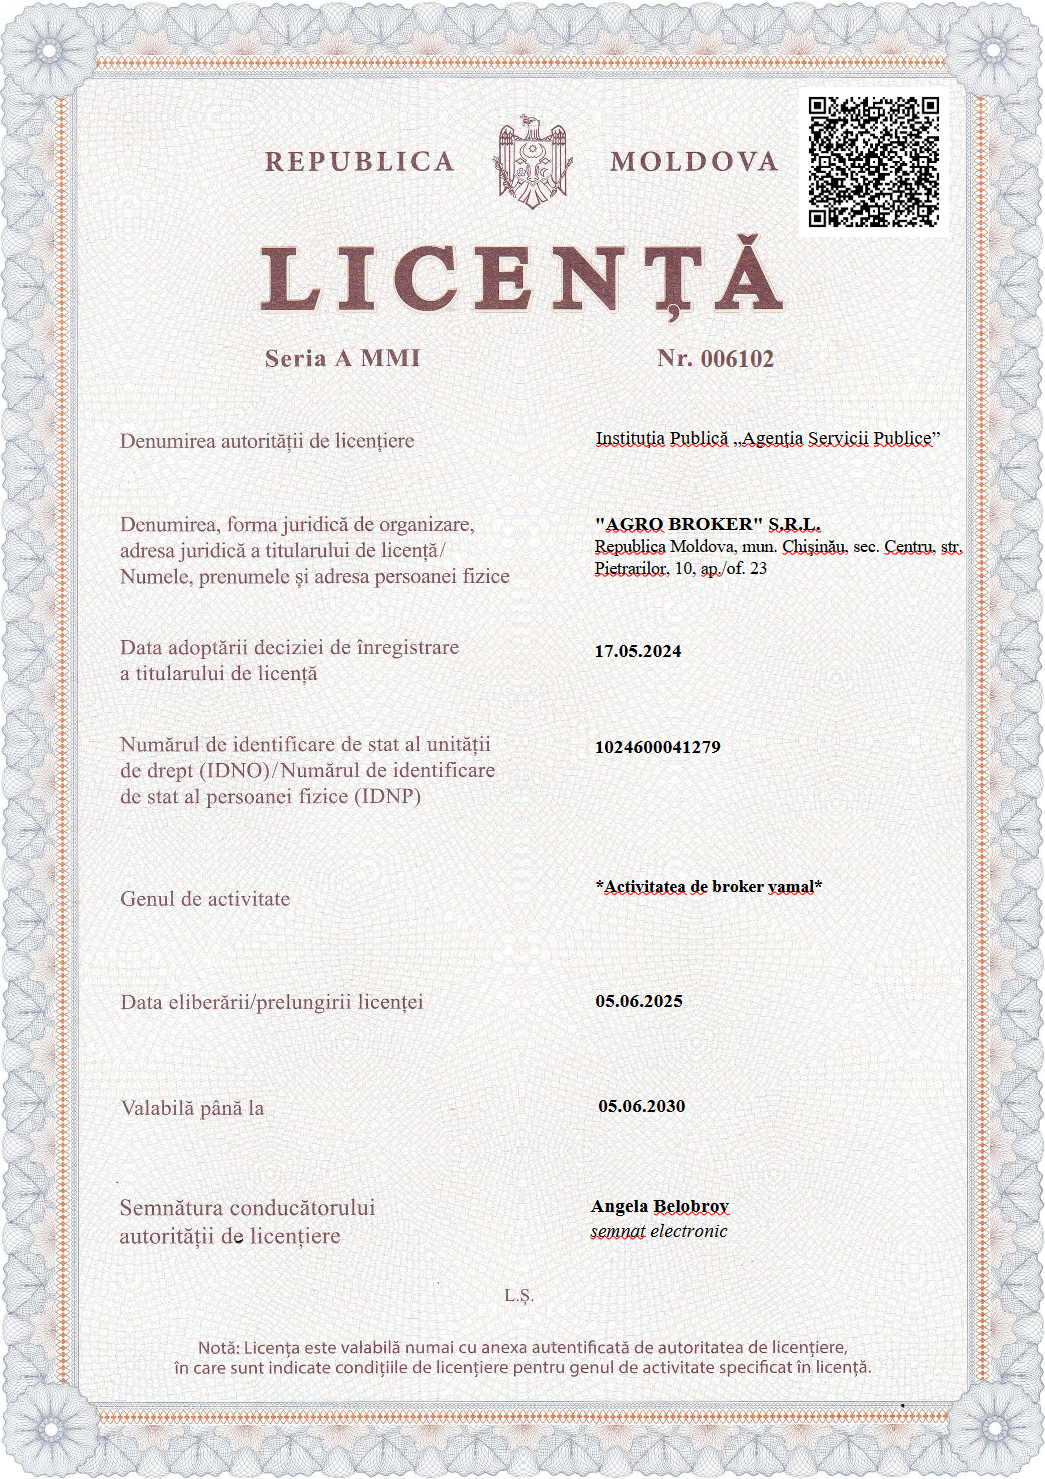 REPUBLICA MOLDOVA
LICENȚĂ
Seria A MMI Nr. 006102
Denumirea autorității de licențiere
Instituția Publică „Agenția Servicii Publice”
Denumirea, forma juridică de organizare,
adresa juridică a titularului de licență/
Numele, prenumele și adresa persoanei fizice
"AGRO BROKER" S.R.L.
Republica Moldova, mun. Chișinău, sec. Centru, str.
Pietrarilor, 10, ap./of. 23
Data adoptării deciziei de înregistrare
a titularului de licență
17.05.2024
Numărul de identificare de stat al unității
de drept (IDNO)/Numărul de identificare
de stat al persoanei fizice (IDNP)
1024600041279
Genul de activitate
*Activitatea de broker vamal*
Data eliberării/prelungirii licenței
05.06.2025
Valabilă până la
05.06.2030
Semnătura conducătorului
autorității de licențiere
Angela Belobrov
semnat electronic
L.Ș.
Notă: Licența este valabilă numai cu anexa autentificată de autoritatea de licențiere,
în care sunt indicate condițiile de licențiere pentru genul de activitate specificat în licență.